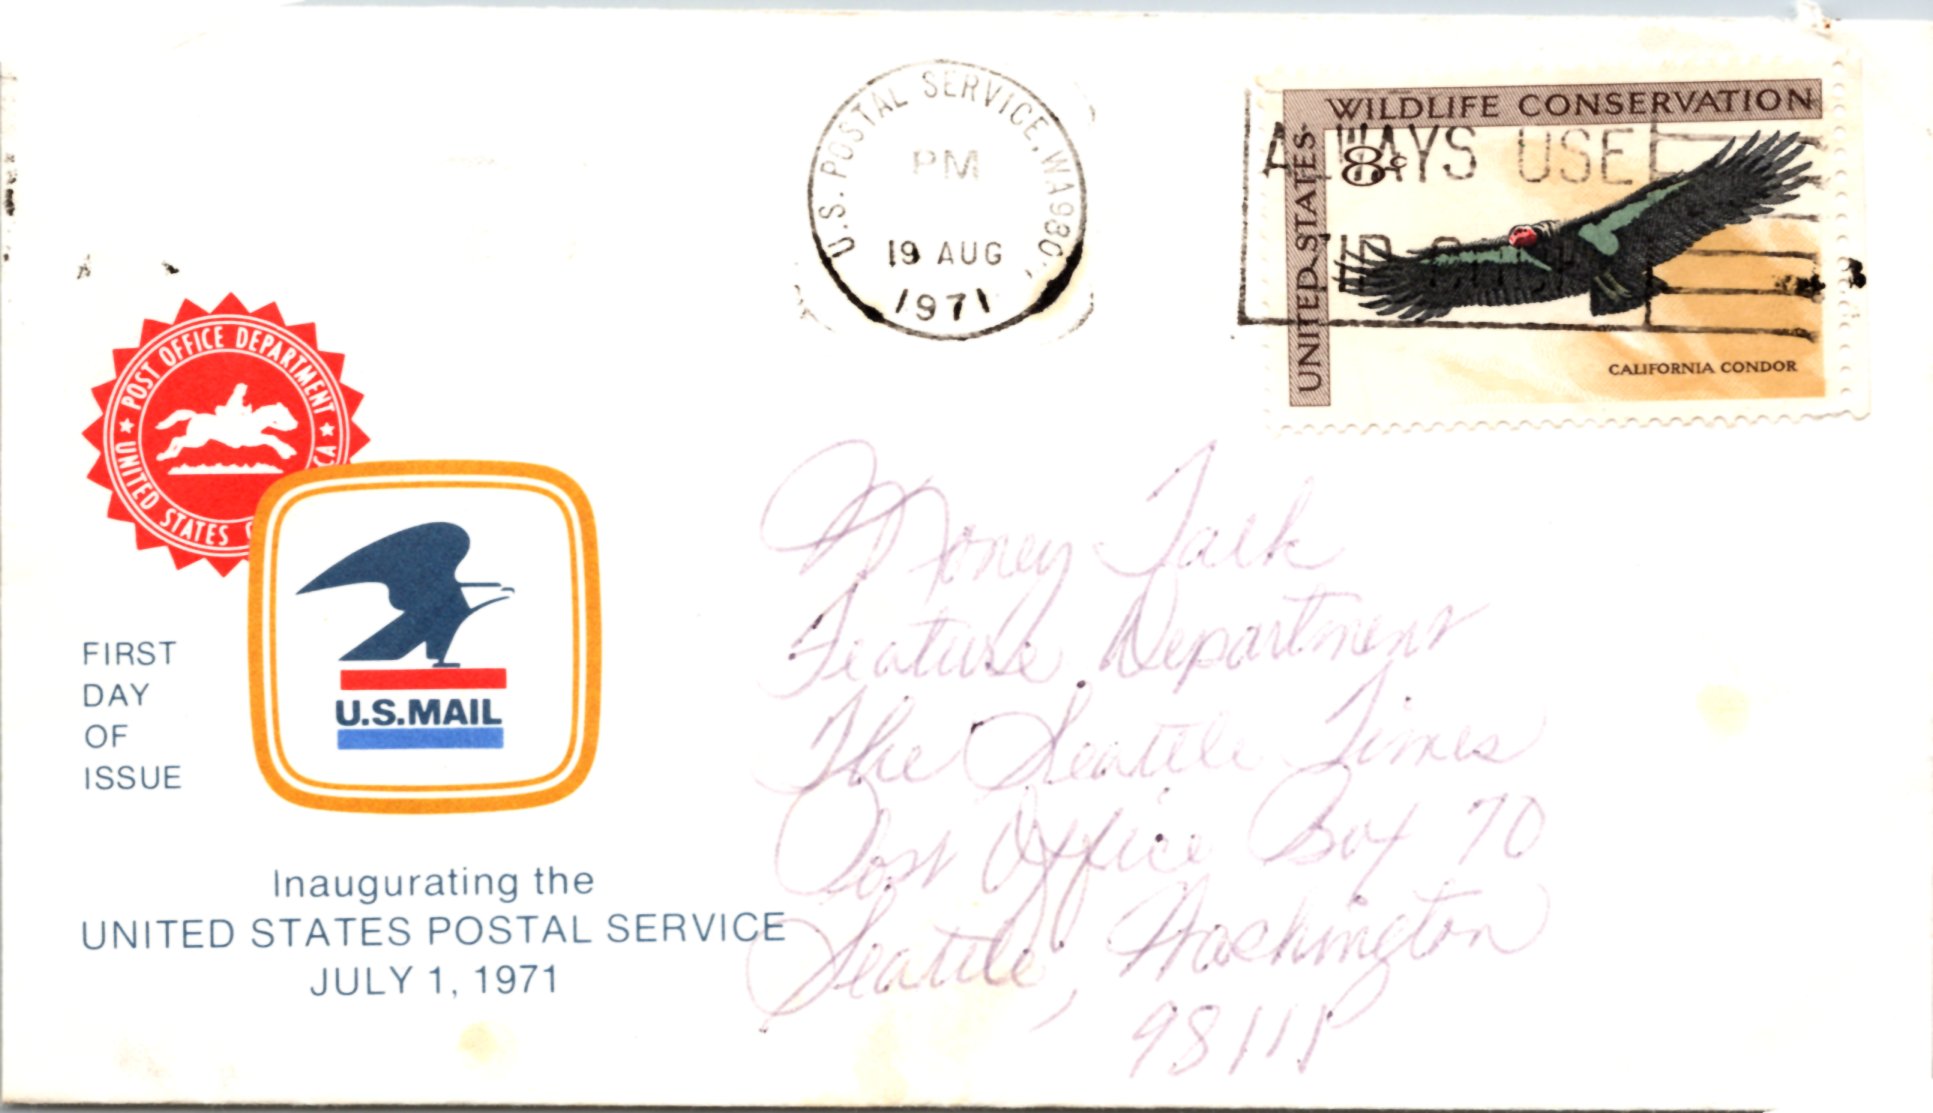 U.S. POSTAL SERVICE, WA 980
PM
19 AUG
1971
WILDLIFE CONSERVATION
UNITED STATES
8c
CALIFORNIA CONDOR
ALWAYS USE
ZIP CODE
POST OFFICE DEPARTMENT
UNITED STATES
U.S.MAIL
FIRST
DAY
OF
ISSUE
Inaugurating the
UNITED STATES POSTAL SERVICE
JULY 1, 1971
Money Talk
Feature Department
The Seattle Times
Post Office Box 70
Seattle, Washington
98111